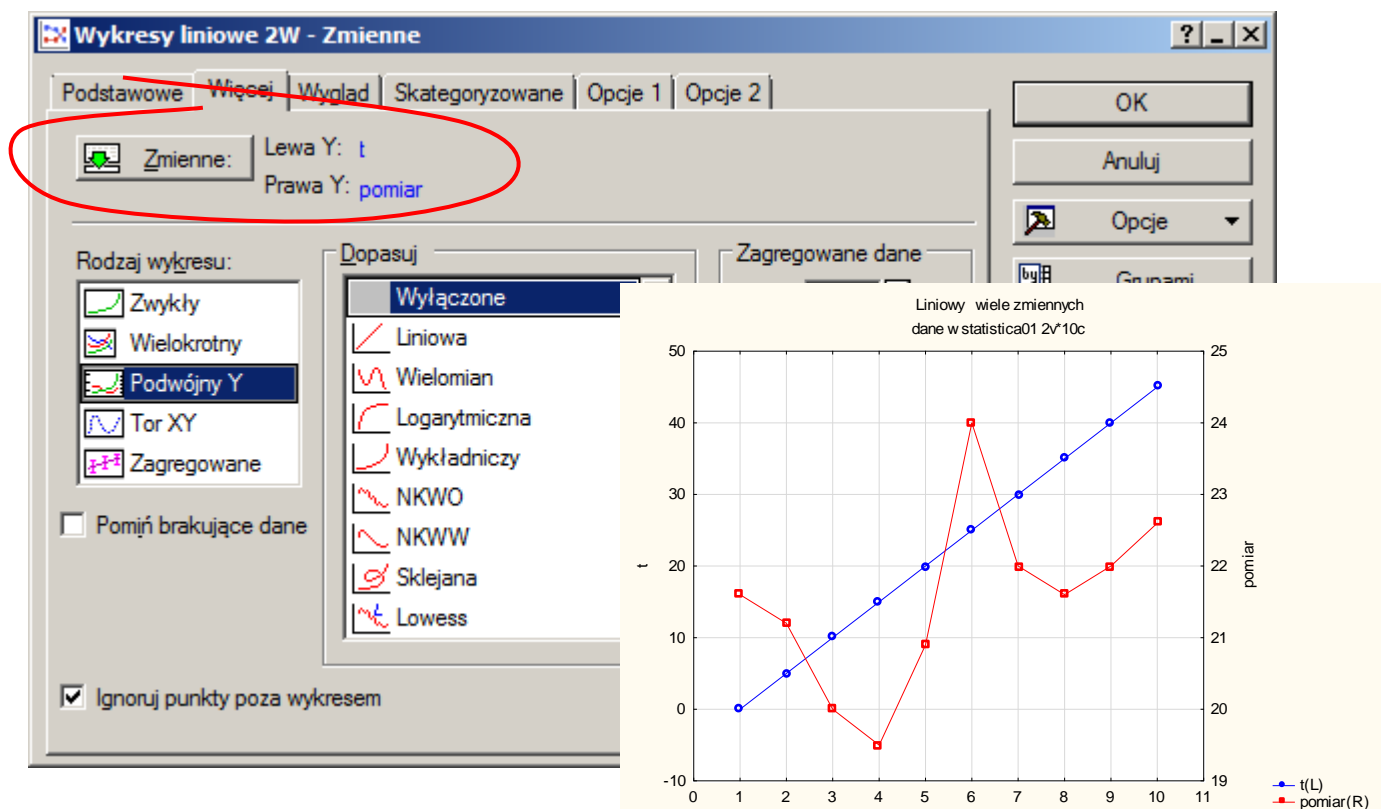 Wykresy liniowe 2W - Zmienne
Podstawowe Więcej Wygląd Skategoryzowane Opcje 1 Opcje 2
OK
Anuluj
Opcje
Grupami
Zmienne:
Lewa Y: t
Prawa Y: pomiar
Rodzaj wykresu:
Zwykły
Wielokrotny
Podwójny Y
Tor XY
Zagregowane
Pomiń brakujące dane
Ignoruj punkty poza wykresem
Dopasuj
Wyłączone
Liniowa
Wielomian
Logarytmiczna
Wykładniczy
NKWO
NKWW
Sklejana
Lowess
Zagregowane dane
Liniowy wiele zmiennych
dane w statistica01 2v*10c
50
40
30
20
10
0
-10
t
0 1 2 3 4 5 6 7 8 9 10 11
25
24
23
22
21
20
19
pomiar
t(L)
pomiar(R)